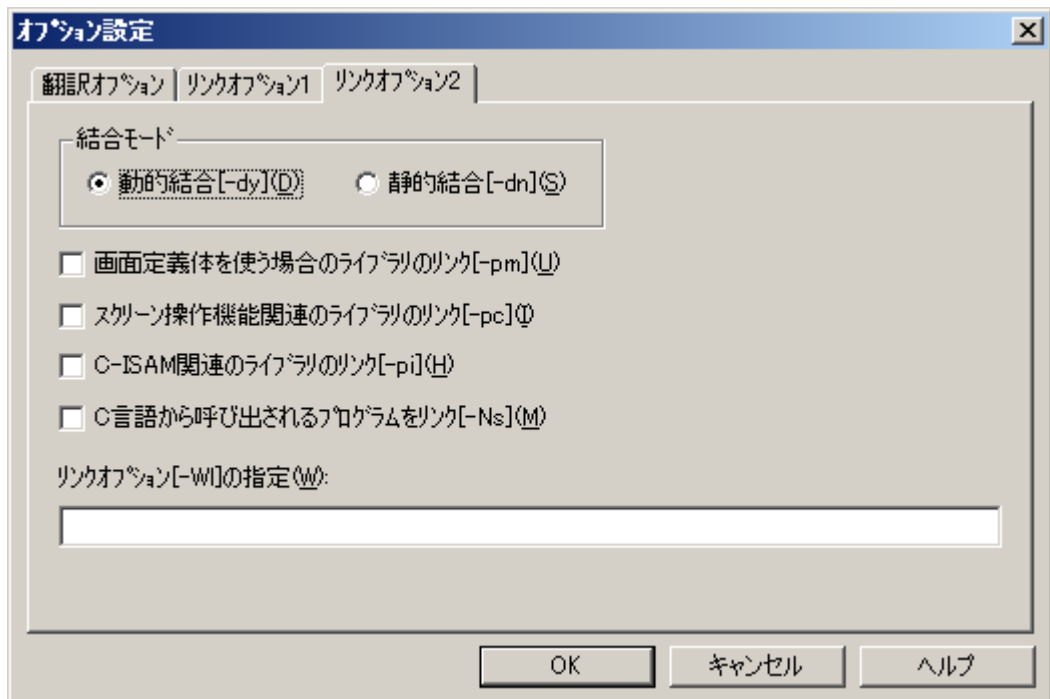 オプション設定
翻訳オプション リンクオプション1 リンクオプション2
結合モード
動的結合[-dy](D) 静的結合[-dn](S)
画面定義体を使う場合のライブラリのリンク[-pm](U)
スクリーン操作機能関連のライブラリのリンク[-pc](I)
C-ISAM関連のライブラリのリンク[-pi](H)
C言語から呼び出されるプログラムをリンク[-Ns](M)
リンクオプション[-Wl]の指定(W):
OK キャンセル ヘルプ